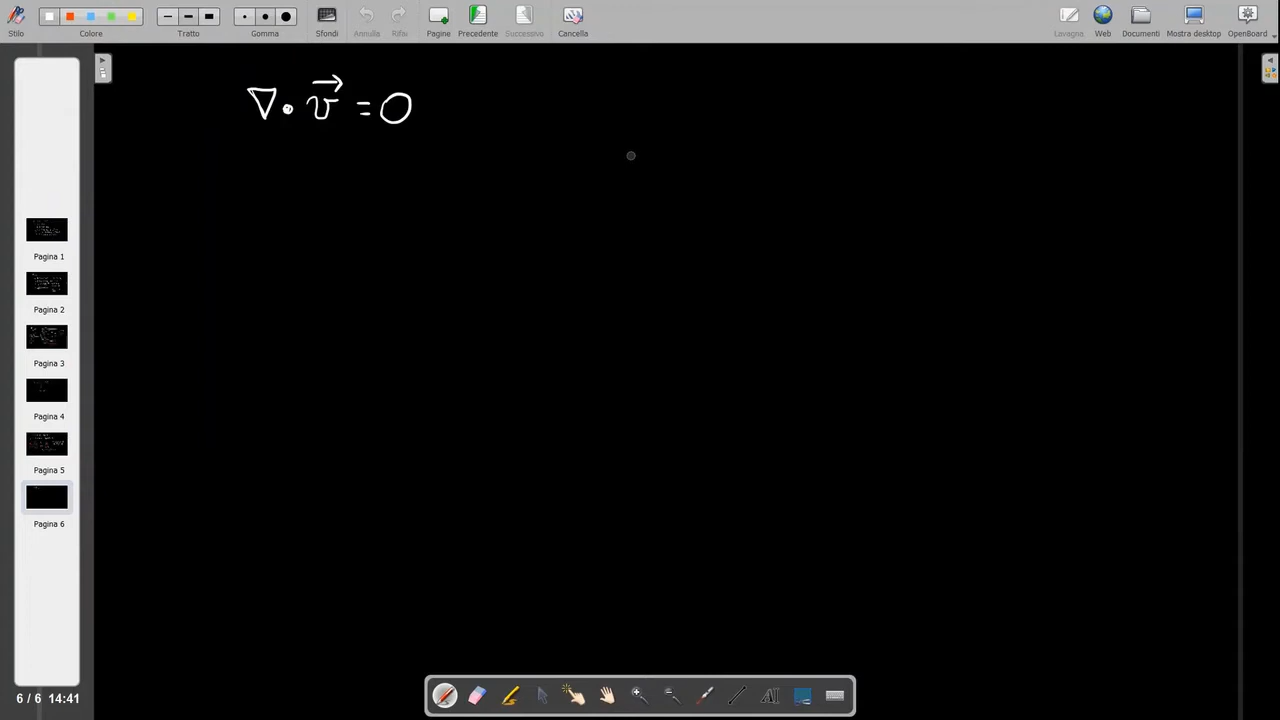 Stilo
Colore
Tratto
Gomma
Sfondi
Annulla
Rifai
Pagine
Precedente
Successivo
Cancella
Lavagna
Web
Documenti
Mostra desktop
OpenBoard
∇ · v⃗ = 0
Pagina 1
Pagina 2
Pagina 3
Pagina 4
Pagina 5
Pagina 6
6 / 6 14:41
AI